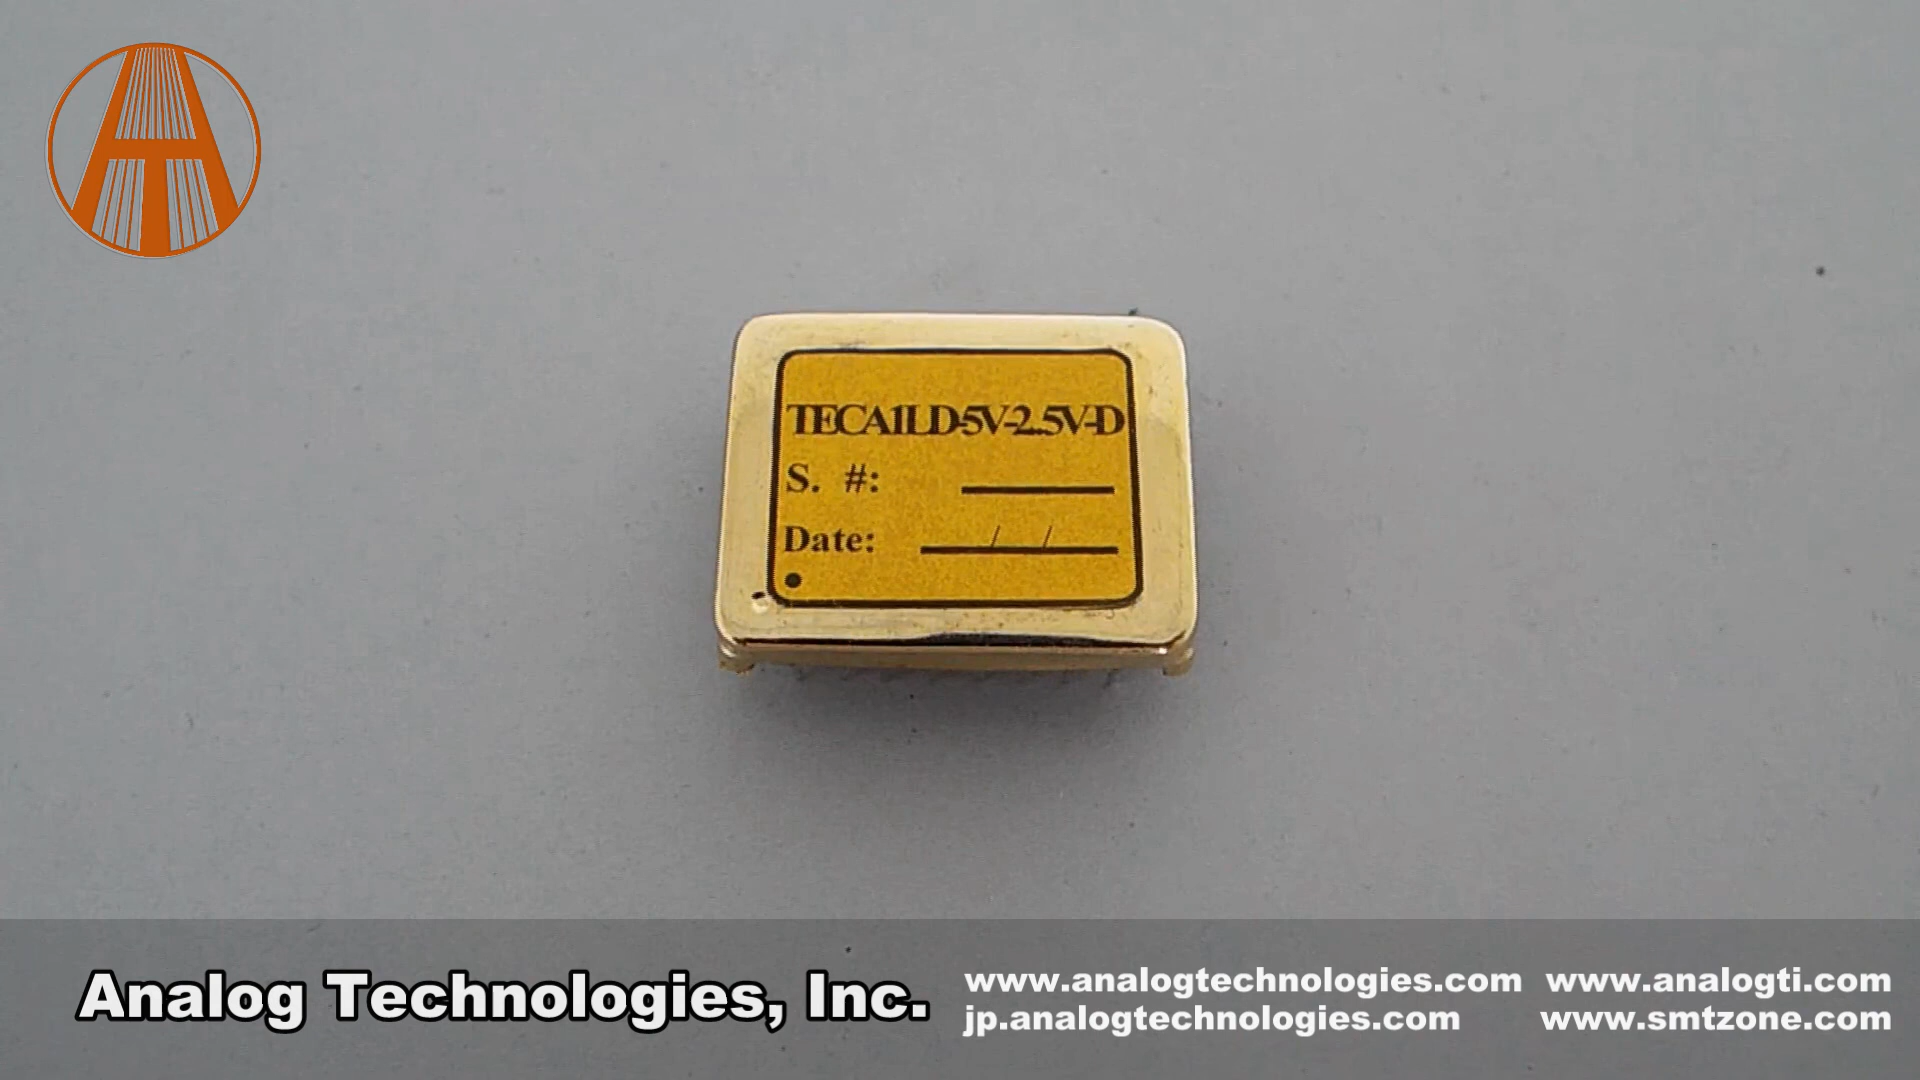 TECA1LD-5V-2.5V-D
S. #:
Date: / /
Analog Technologies, Inc.
www.analogtechnologies.com www.analogti.com
jp.analogtechnologies.com www.smtzone.com